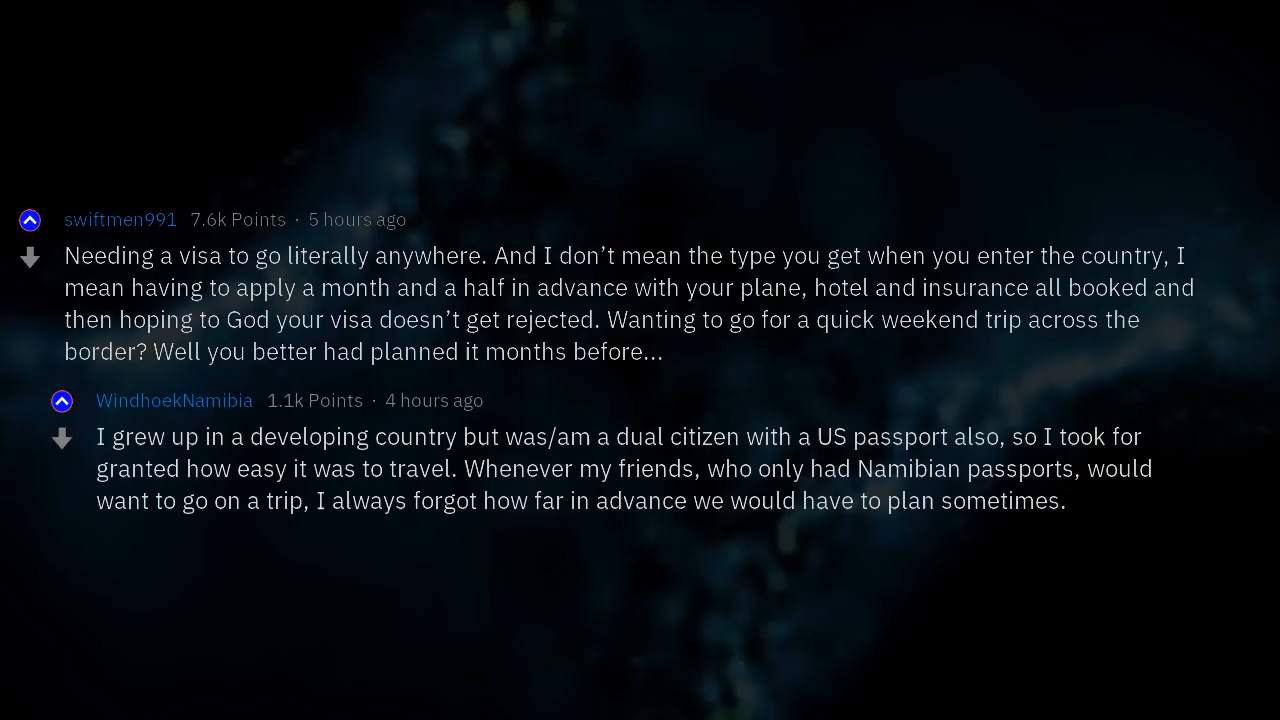 swiftmen991 7.6k Points · 5 hours ago
Needing a visa to go literally anywhere. And I don’t mean the type you get when you enter the country, I
mean having to apply a month and a half in advance with your plane, hotel and insurance all booked and
then hoping to God your visa doesn’t get rejected. Wanting to go for a quick weekend trip across the
border? Well you better had planned it months before...
WindhoekNamibia 1.1k Points · 4 hours ago
I grew up in a developing country but was/am a dual citizen with a US passport also, so I took for
granted how easy it was to travel. Whenever my friends, who only had Namibian passports, would
want to go on a trip, I always forgot how far in advance we would have to plan sometimes.